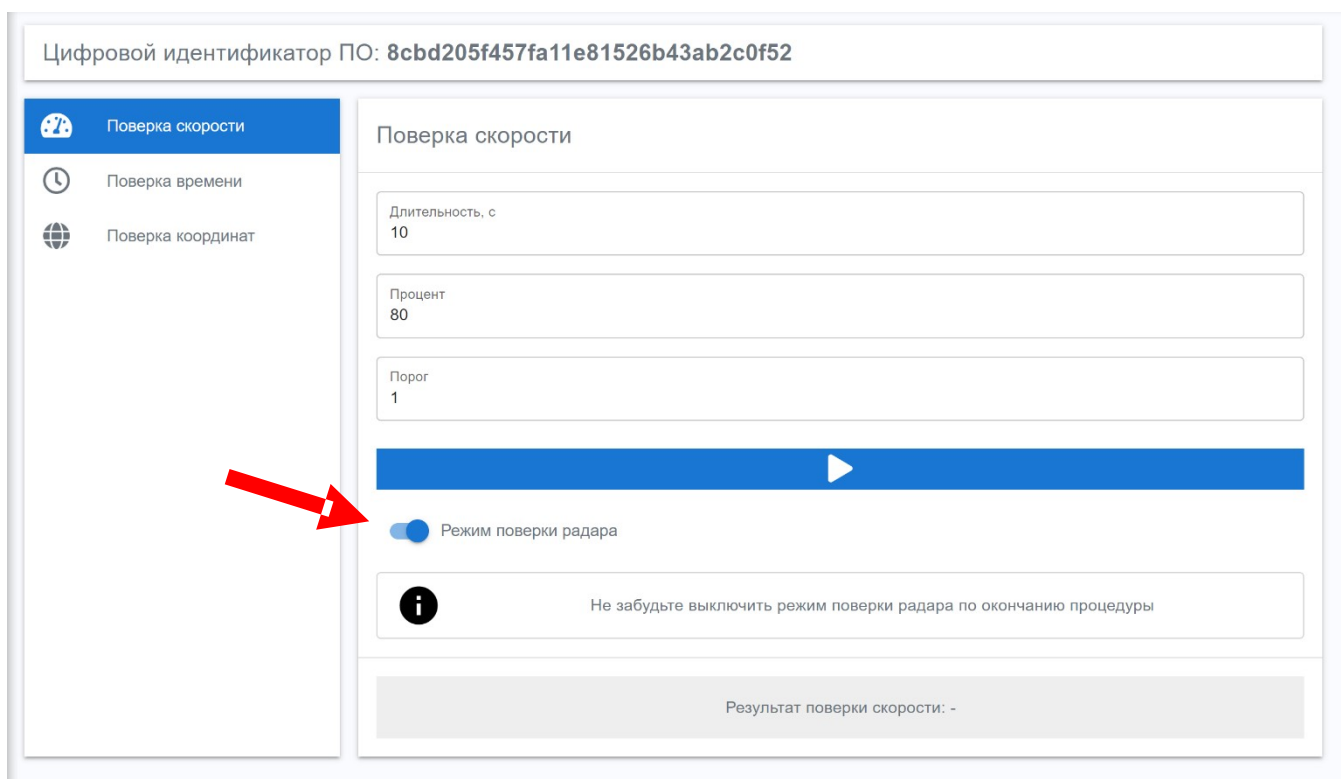 Цифровой идентификатор ПО: 8cbd205f457fa11e81526b43ab2c0f52
Поверка скорости
Поверка времени
Поверка координат
Поверка скорости
Длительность, с
10
Процент
80
Порог
1
Режим поверки радара
Не забудьте выключить режим поверки радара по окончанию процедуры
Результат поверки скорости: -